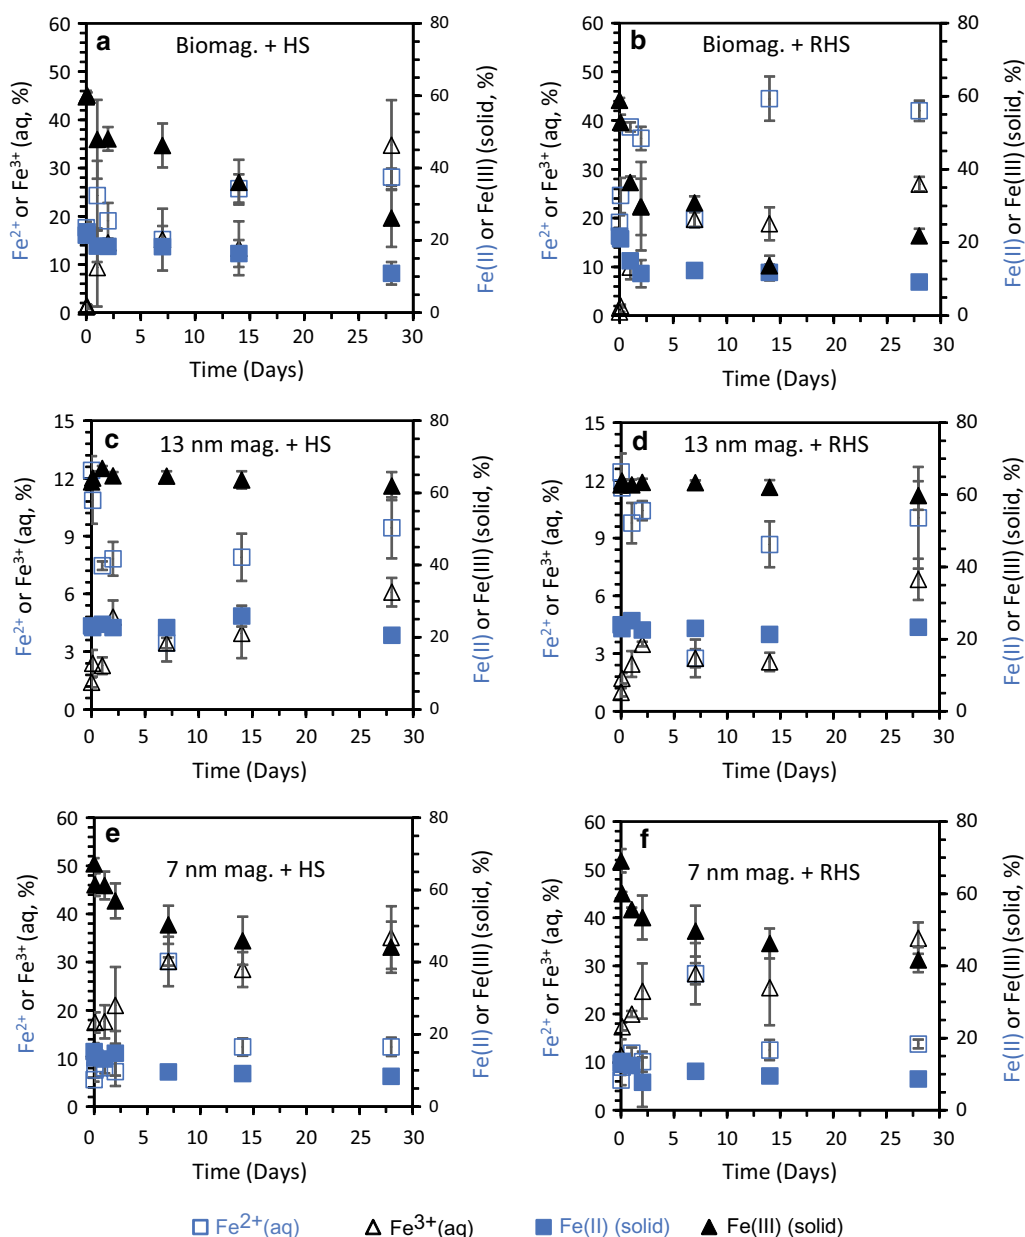 a
Biomag. + HS
Fe2+ or Fe3+ (aq, %)
60
50
40
30
20
10
0
80
60
40
20
0
Fe(II) or Fe(III) (solid, %)
0 5 10 15 20 25 30
Time (Days)
b
Biomag. + RHS
Fe2+ or Fe3+ (aq, %)
60
50
40
30
20
10
0
80
60
40
20
0
Fe(II) or Fe(III) (solid, %)
0 5 10 15 20 25 30
Time (Days)
c
13 nm mag. + HS
Fe2+ or Fe3+ (aq, %)
15
12
9
6
3
0
80
60
40
20
0
Fe(II) or Fe(III) (solid, %)
0 5 10 15 20 25 30
Time (Days)
d
13 nm mag. + RHS
Fe2+ or Fe3+ (aq, %)
15
12
9
6
3
0
80
60
40
20
0
Fe(II) or Fe(III) (solid, %)
0 5 10 15 20 25 30
Time (Days)
e
7 nm mag. + HS
Fe2+ or Fe3+ (aq, %)
60
50
40
30
20
10
0
80
60
40
20
0
Fe(II) or Fe(III) (solid, %)
0 5 10 15 20 25 30
Time (Days)
f
7 nm mag. + RHS
Fe2+ or Fe3+ (aq, %)
60
50
40
30
20
10
0
80
60
40
20
0
Fe(II) or Fe(III) (solid, %)
0 5 10 15 20 25 30
Time (Days)
Fe2+(aq) Fe3+(aq) Fe(II) (solid) Fe(III) (solid)